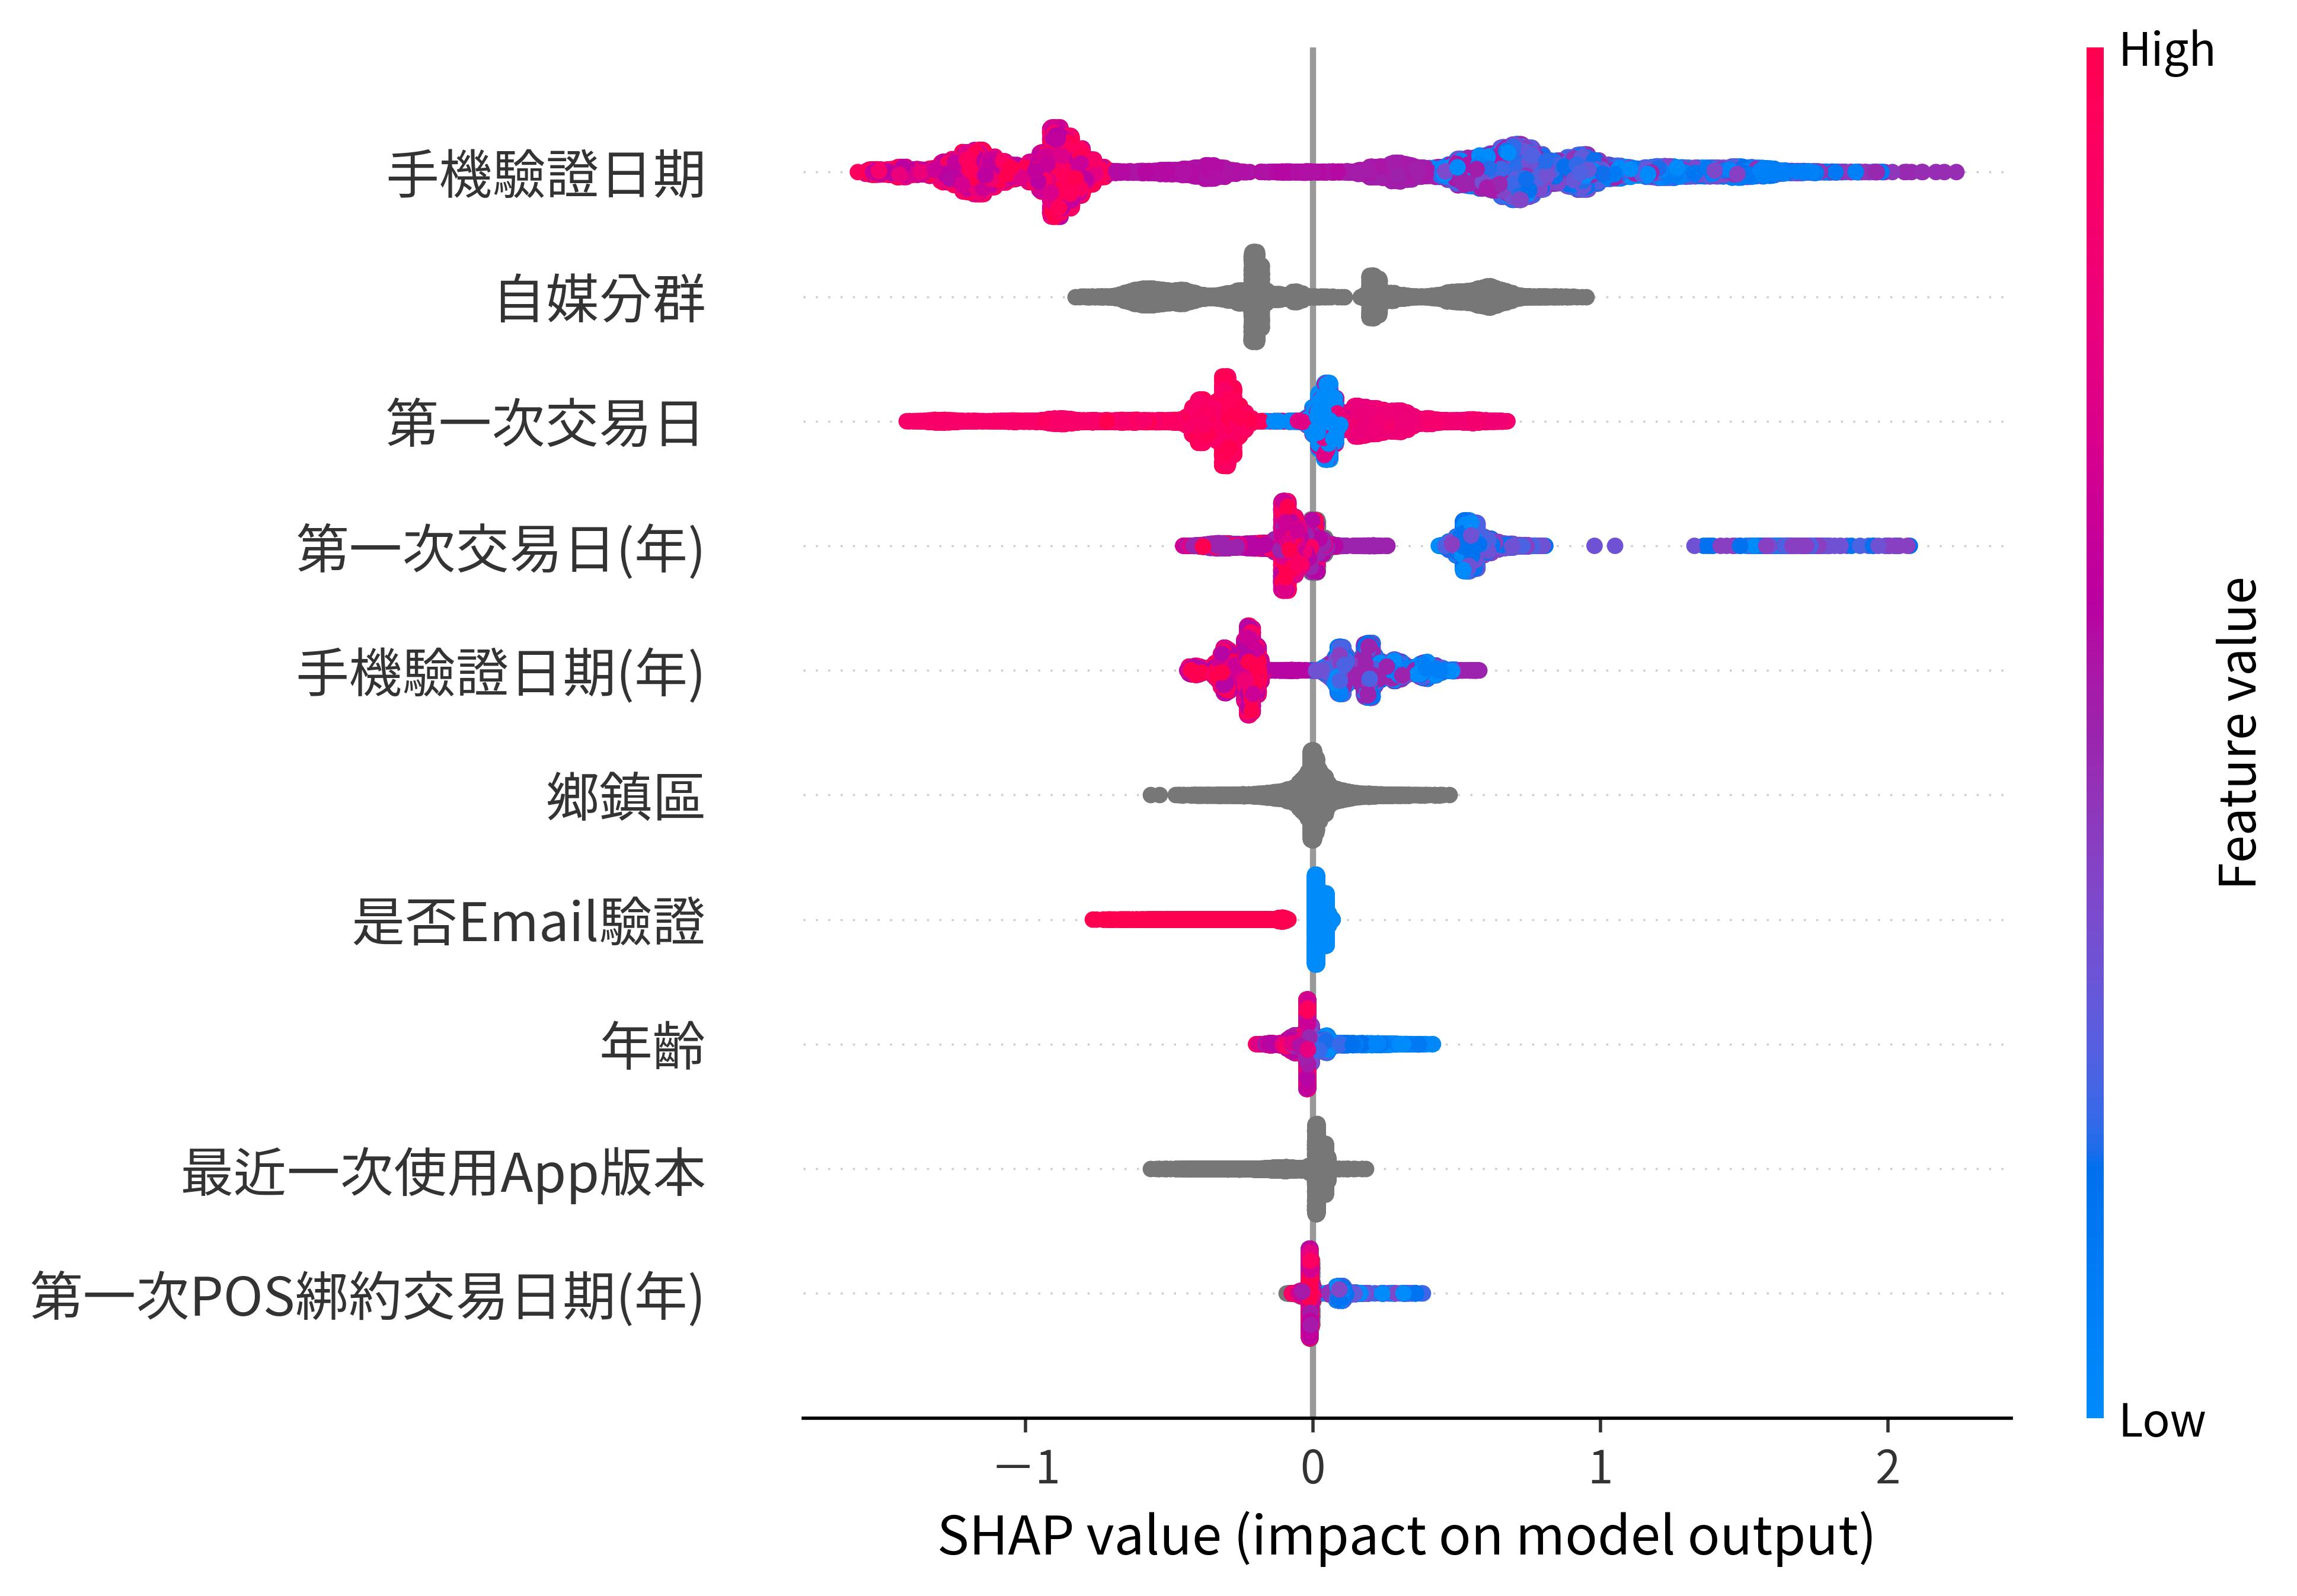 High
手機驗證日期
自媒分群
第一次交易日
第一次交易日(年)
手機驗證日期(年)
鄉鎮區
是否Email驗證
年齡
最近一次使用App版本
第一次POS綁約交易日期(年)
Feature value
Low
−1 0 1 2
SHAP value (impact on model output)